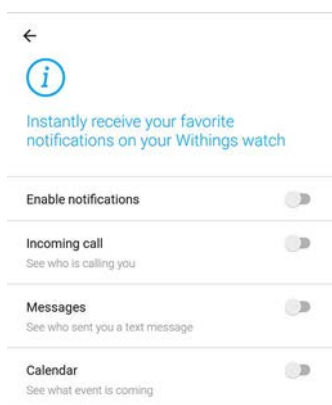 i
Instantly receive your favorite
notifications on your Withings watch
Enable notifications
Incoming call
See who is calling you
Messages
See who sent you a text message
Calendar
See what event is coming